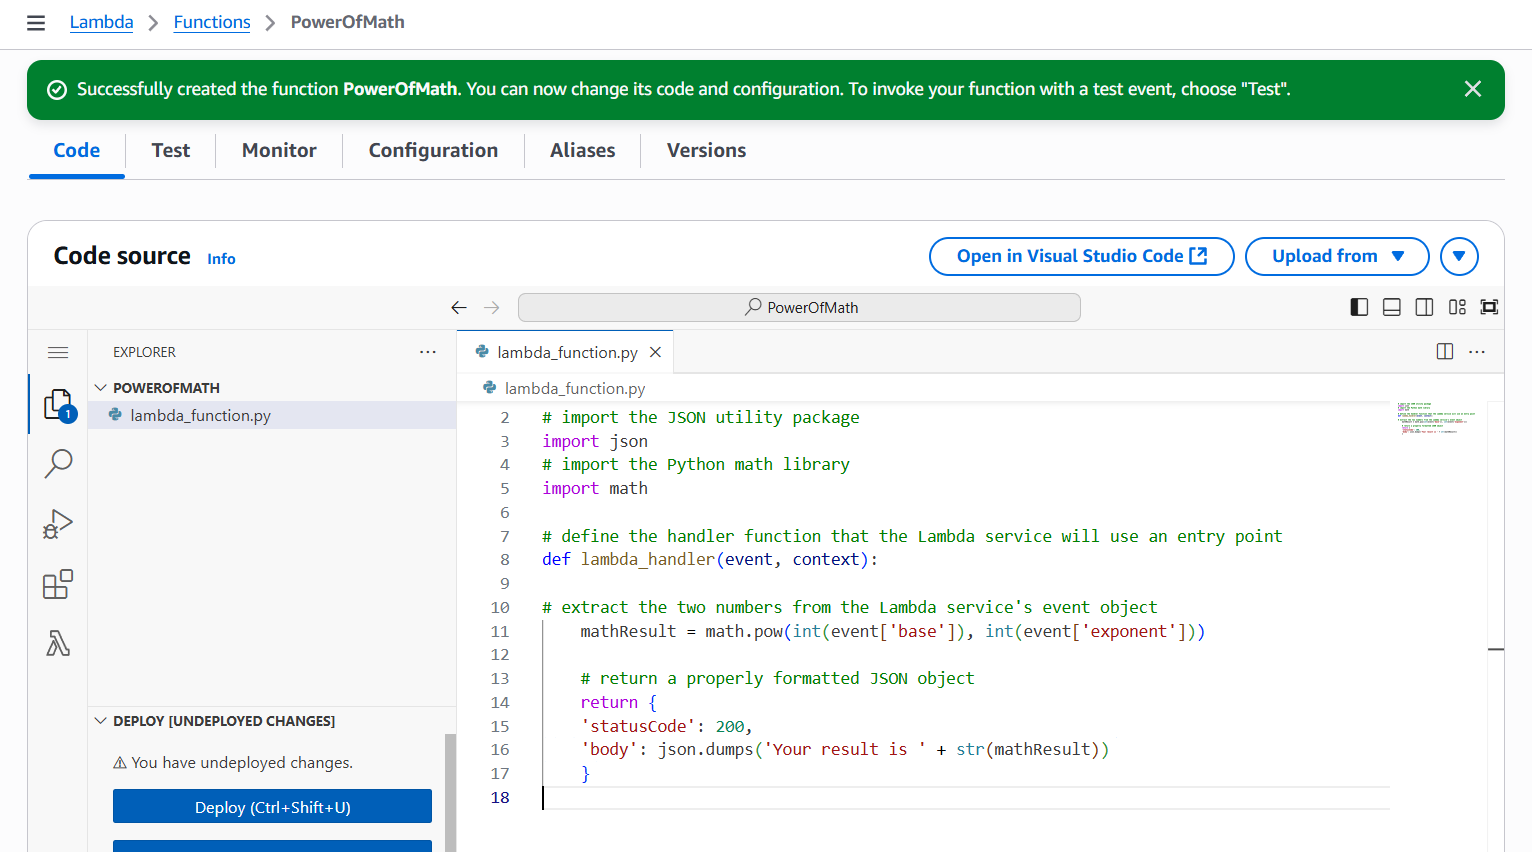 Lambda > Functions > PowerOfMath
Successfully created the function PowerOfMath. You can now change its code and configuration. To invoke your function with a test event, choose "Test".
Code Test Monitor Configuration Aliases Versions
Code source Info Open in Visual Studio Code Upload from
PowerOfMath
EXPLORER
POWEROFMATH
lambda_function.py
1
DEPLOY [UNDEPLOYED CHANGES]
You have undeployed changes.
Deploy (Ctrl+Shift+U)
lambda_function.py
lambda_function.py
2 # import the JSON utility package
3 import json
4 # import the Python math library
5 import math
6
7 # define the handler function that the Lambda service will use an entry point
8 def lambda_handler(event, context):
9
10 # extract the two numbers from the Lambda service's event object
11     mathResult = math.pow(int(event['base']), int(event['exponent']))
12
13     # return a properly formatted JSON object
14     return {
15     'statusCode': 200,
16     'body': json.dumps('Your result is ' + str(mathResult))
17     }
18